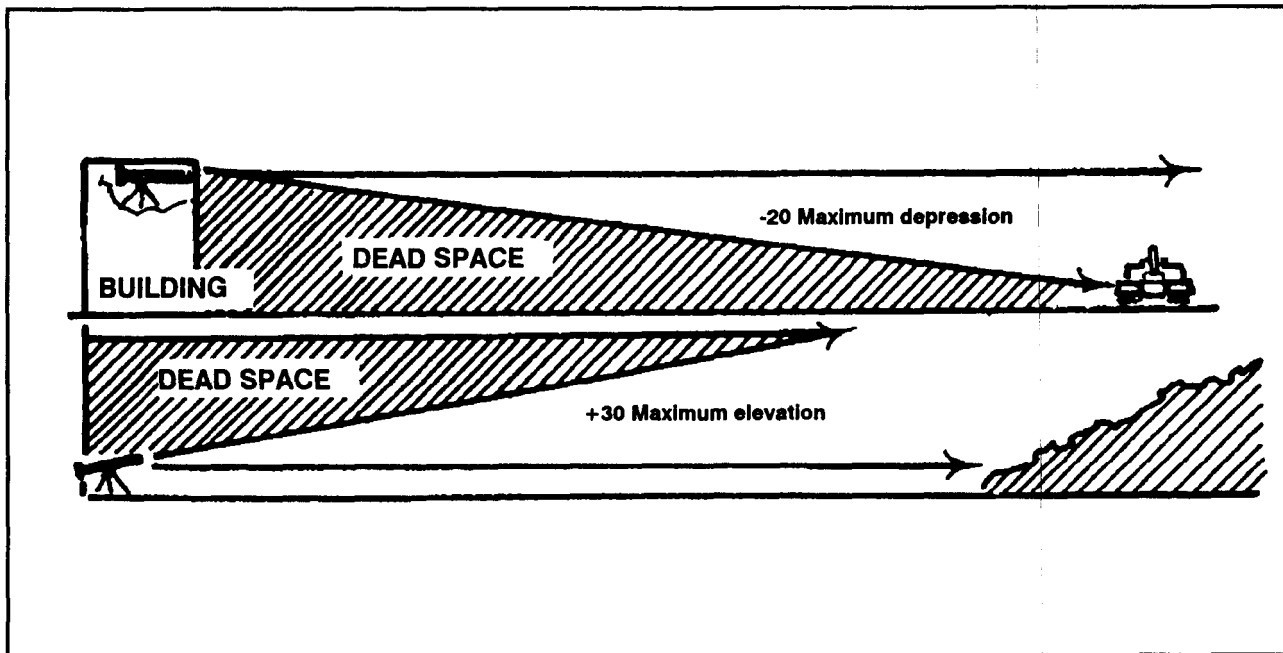 -20 Maximum depression
DEAD SPACE
BUILDING
DEAD SPACE
+30 Maximum elevation